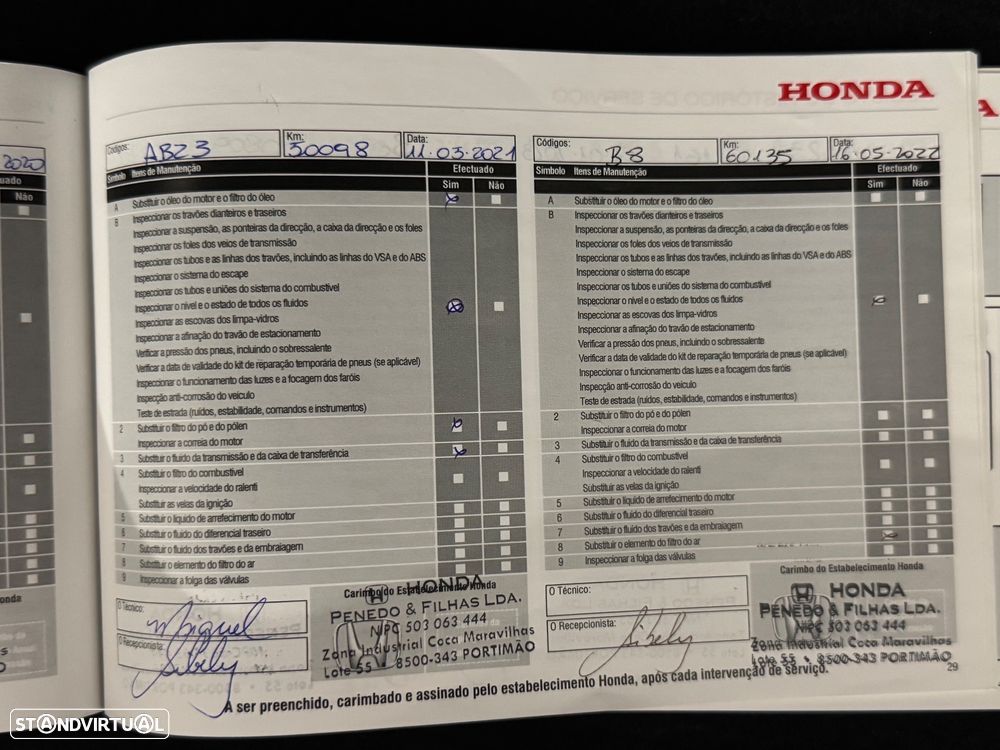 HONDA
2020
Códigos: AB23
Km: 50098
Data: 11.03.2021
Símbolo Itens de Manutenção Efectuado
Sim Não
A Substituir o óleo do motor e o filtro do óleo
B Inspeccionar os travões dianteiros e traseiros
Inspeccionar a suspensão, as ponteiras da direcção, a caixa da direcção e os foles
Inspeccionar os foles dos veios de transmissão
Inspeccionar os tubos e as linhas dos travões, incluindo as linhas do VSA e do ABS
Inspeccionar o sistema do escape
Inspeccionar os tubos e uniões do sistema do combustível
Inspeccionar o nível e o estado de todos os fluidos
Inspeccionar as escovas dos limpa-vidros
Inspeccionar a afinação do travão de estacionamento
Verificar a pressão dos pneus, incluindo o sobressalente
Verificar a data de validade do kit de reparação temporária de pneus (se aplicável)
Inspeccionar o funcionamento das luzes e a focagem dos faróis
Inspecção anti-corrosão do veículo
Teste de estrada (ruídos, estabilidade, comandos e instrumentos)
2 Substituir o filtro do pó e do pólen
Inspeccionar a correia do motor
3 Substituir o fluido da transmissão e da caixa de transferência
4 Substituir o filtro do combustível
Inspeccionar a velocidade do ralenti
Substituir as velas da ignição
5 Substituir o líquido de arrefecimento do motor
6 Substituir o fluido do diferencial traseiro
7 Substituir o fluido dos travões e da embraiagem
8 Substituir o elemento do filtro do ar
9 Inspeccionar a folga das válvulas
O Técnico: Miguel
O Recepcionista: Sibely
Carimbo do Estabelecimento Honda
HONDA
PENEDO & FILHAS LDA.
NIPC 503 063 444
Zona Industrial Coca Maravilhas
Lote 55 • 8500-343 PORTIMÃO
Códigos: B8
Km: 60135
Data: 16.05.2022
Símbolo Itens de Manutenção Efectuado
Sim Não
A Substituir o óleo do motor e o filtro do óleo
B Inspeccionar os travões dianteiros e traseiros
Inspeccionar a suspensão, as ponteiras da direcção, a caixa da direcção e os foles
Inspeccionar os foles dos veios de transmissão
Inspeccionar os tubos e as linhas dos travões, incluindo as linhas do VSA e do ABS
Inspeccionar o sistema do escape
Inspeccionar os tubos e uniões do sistema do combustível
Inspeccionar o nível e o estado de todos os fluidos
Inspeccionar as escovas dos limpa-vidros
Inspeccionar a afinação do travão de estacionamento
Verificar a pressão dos pneus, incluindo o sobressalente
Verificar a data de validade do kit de reparação temporária de pneus (se aplicável)
Inspeccionar o funcionamento das luzes e a focagem dos faróis
Inspecção anti-corrosão do veículo
Teste de estrada (ruídos, estabilidade, comandos e instrumentos)
2 Substituir o filtro do pó e do pólen
Inspeccionar a correia do motor
3 Substituir o fluido da transmissão e da caixa de transferência
4 Substituir o filtro do combustível
Inspeccionar a velocidade do ralenti
Substituir as velas da ignição
5 Substituir o líquido de arrefecimento do motor
6 Substituir o fluido do diferencial traseiro
7 Substituir o fluido dos travões e da embraiagem
8 Substituir o elemento do filtro do ar
9 Inspeccionar a folga das válvulas
O Técnico:
O Recepcionista: Sibely
Carimbo do Estabelecimento Honda
HONDA
PENEDO & FILHAS LDA.
NIPC 503 063 444
Zona Industrial Coca Maravilhas
Lote 55 • 8500-343 PORTIMÃO
A ser preenchido, carimbado e assinado pelo estabelecimento Honda, após cada intervenção de serviço.
29
STANDVIRTUAL